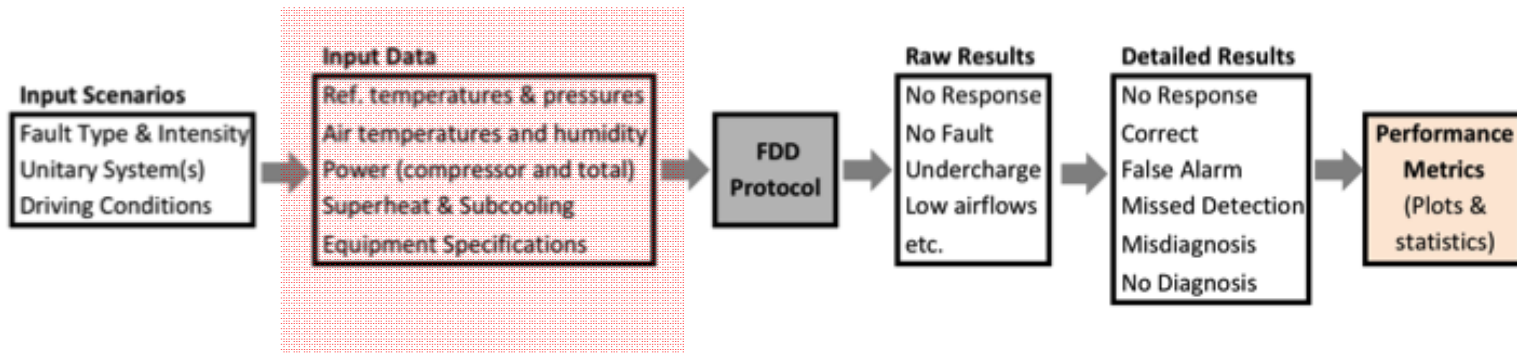 Input Scenarios
Fault Type & Intensity
Unitary System(s)
Driving Conditions
Input Data
Ref. temperatures & pressures
Air temperatures and humidity
Power (compressor and total)
Superheat & Subcooling
Equipment Specifications
FDD
Protocol
Raw Results
No Response
No Fault
Undercharge
Low airflows
etc.
Detailed Results
No Response
Correct
False Alarm
Missed Detection
Misdiagnosis
No Diagnosis
Performance
Metrics
(Plots &
statistics)